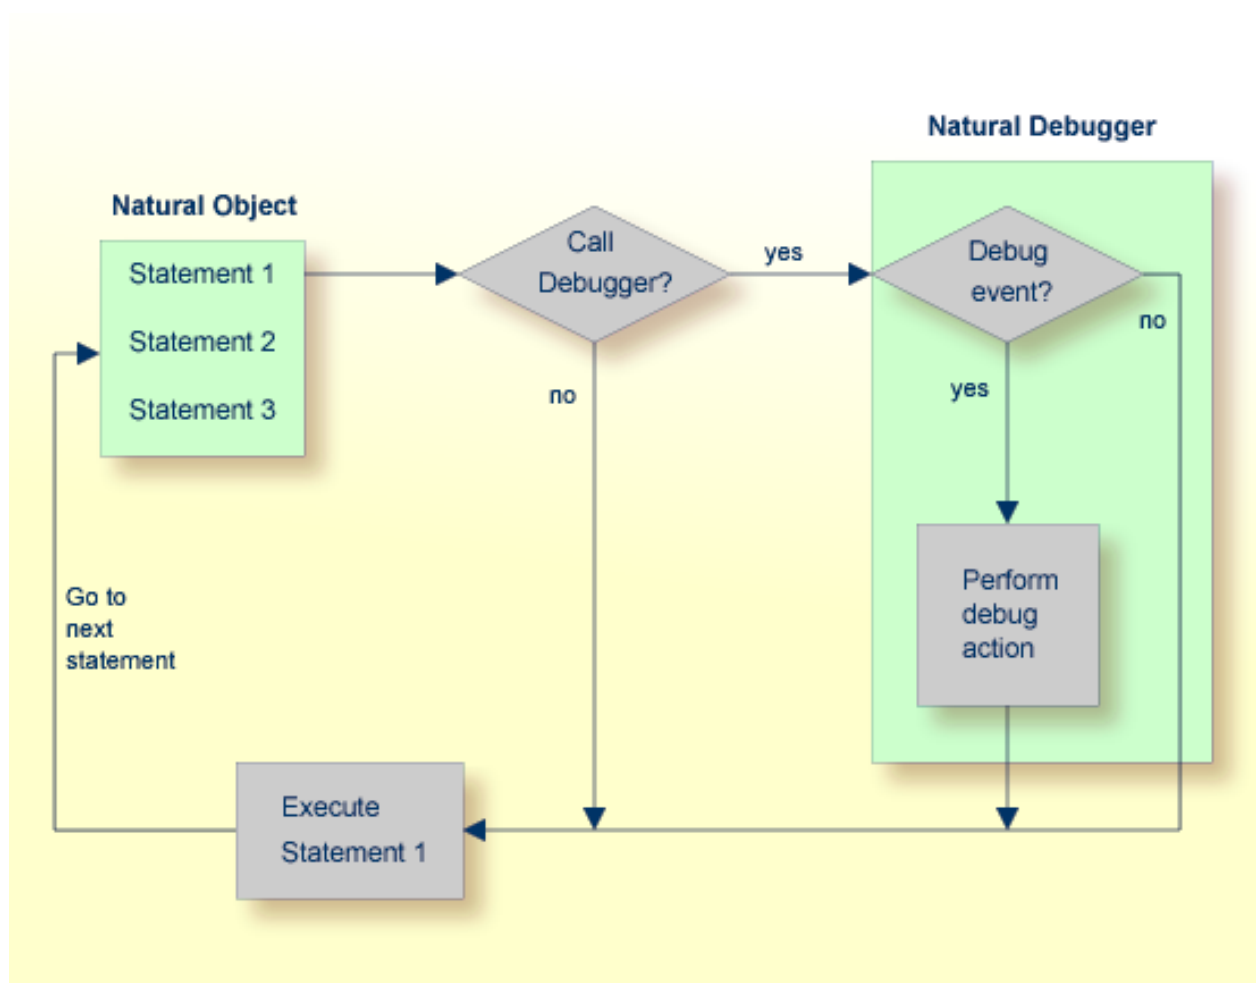 Natural Debugger
Natural Object
Statement 1
Statement 2
Statement 3
Call
Debugger?
yes
no
Debug
event?
no
yes
Perform
debug
action
Go to
next
statement
Execute
Statement 1